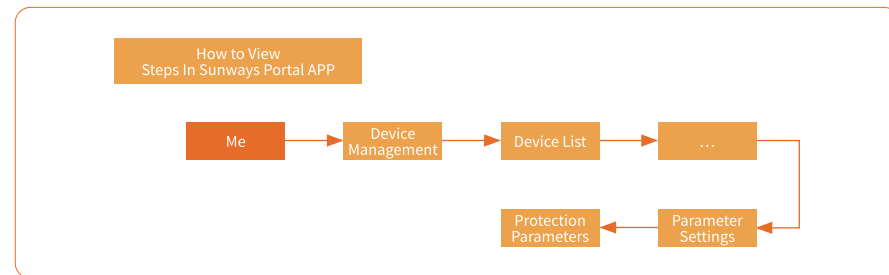 How to View
Steps In Sunways Portal APP
Me
Device
Management
Device List
...
Parameter
Settings
Protection
Parameters